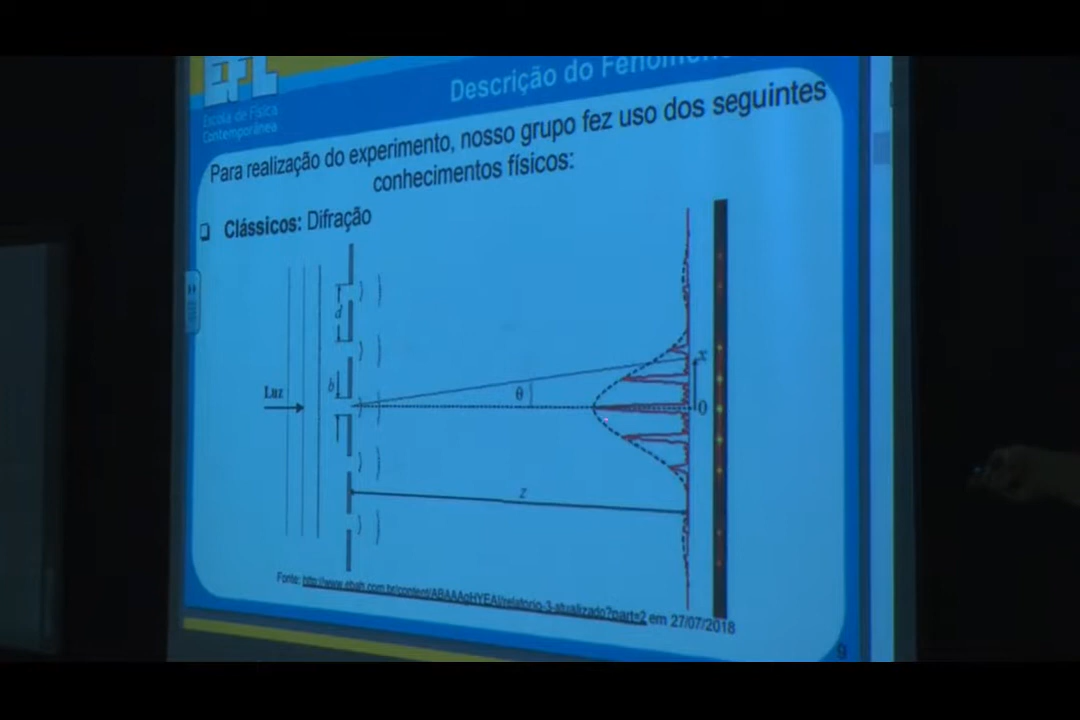 EFC
Escola de Física
Contemporânea
Descrição do Fenômeno
Para realização do experimento, nosso grupo fez uso dos seguintes
conhecimentos físicos:
Clássicos: Difração
d
b
Luz
θ
x
0
z
Fonte: em 27/07/2018
9